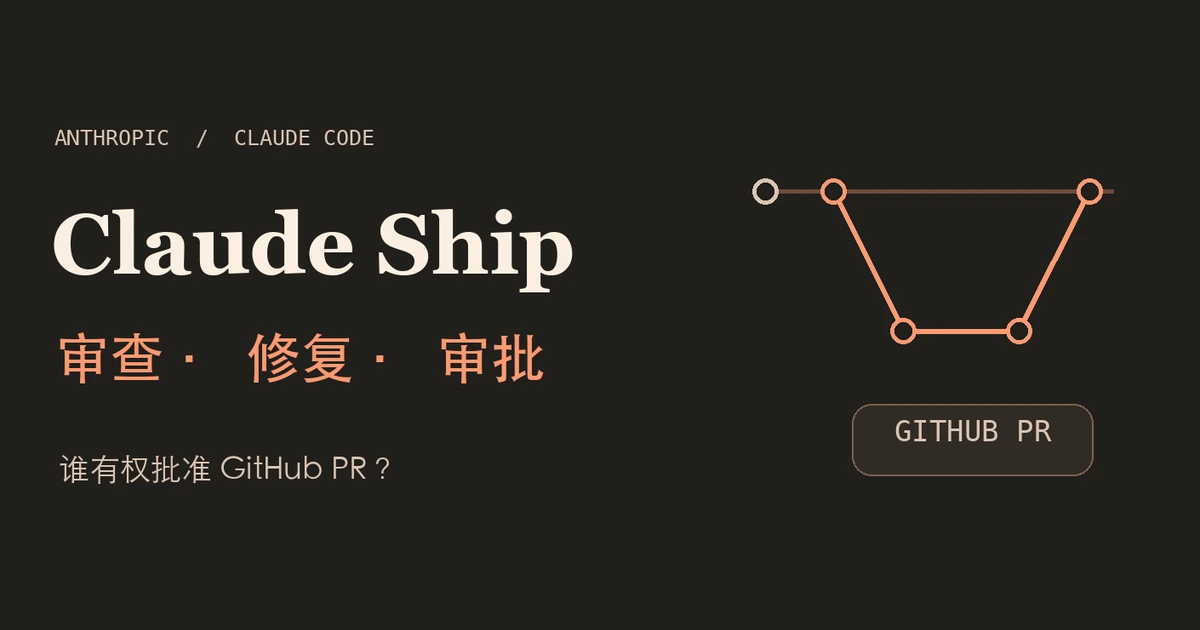 ANTHROPIC / CLAUDE CODE
Claude Ship
审查 · 修复 · 审批
谁有权批准 GitHub PR？
GITHUB PR